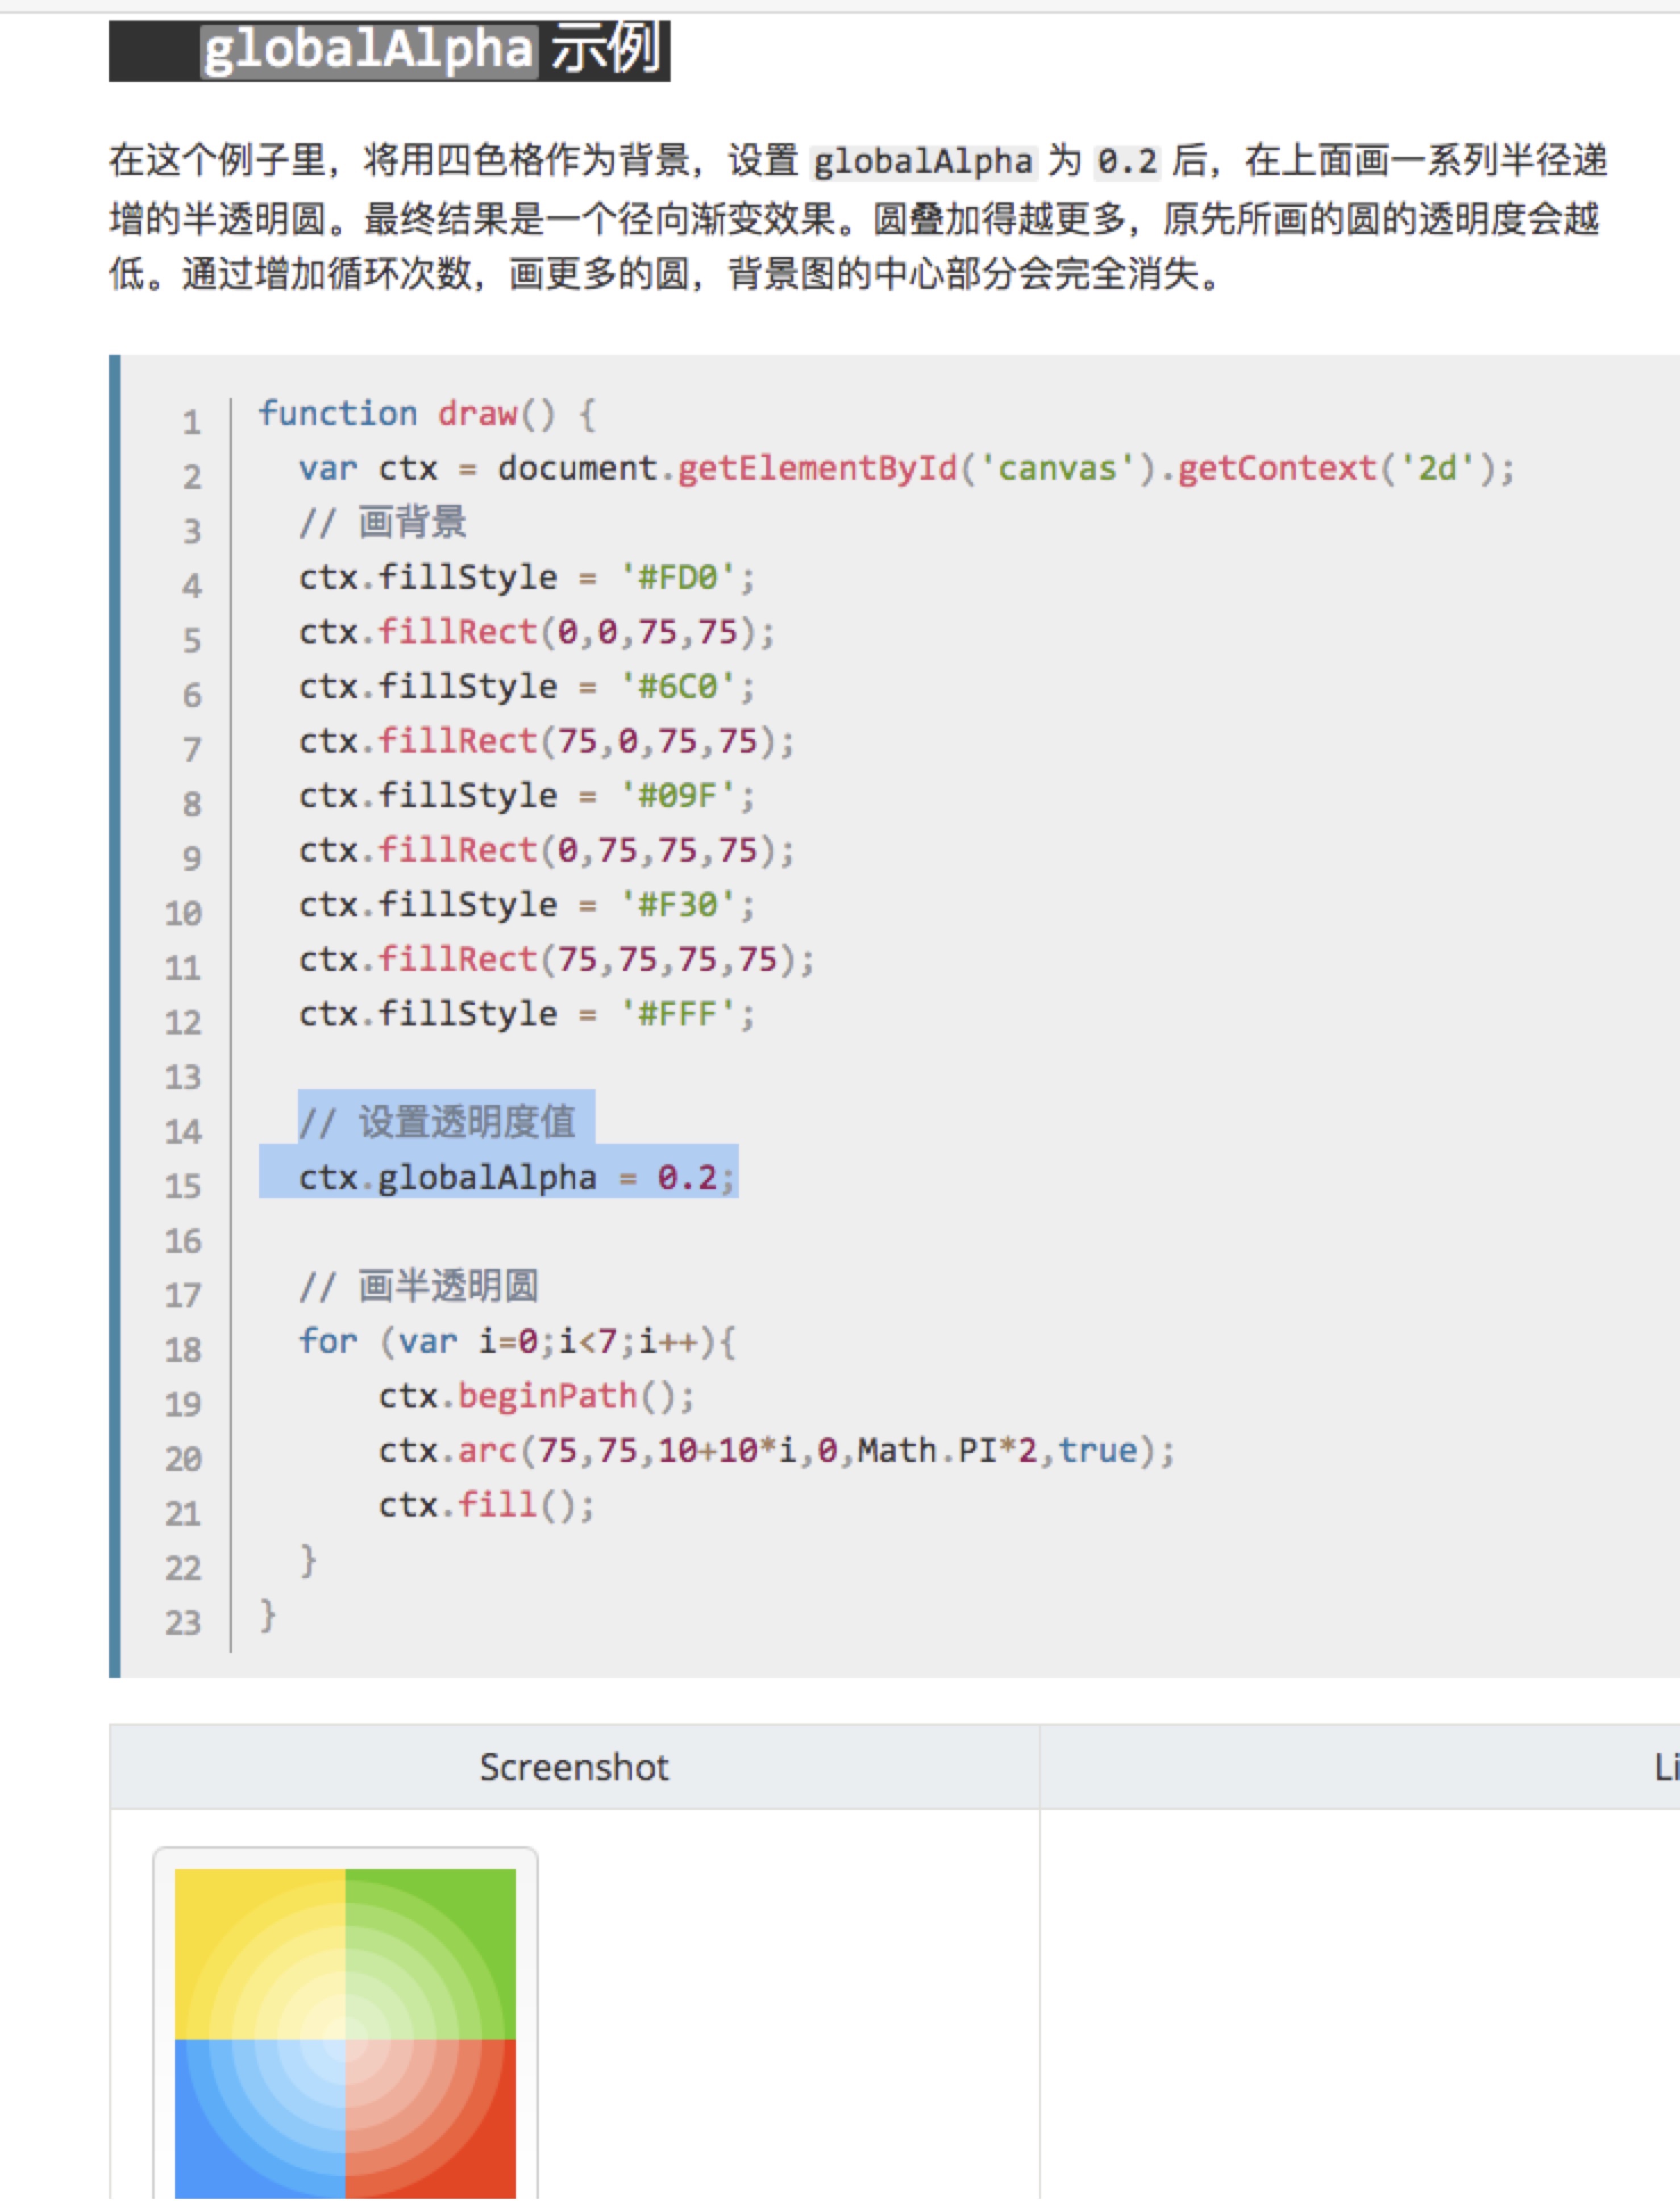 globalAlpha 示例
在这个例子里，将用四色格作为背景，设置 globalAlpha 为 0.2 后，在上面画一系列半径递
增的半透明圆。最终结果是一个径向渐变效果。圆叠加得越更多，原先所画的圆的透明度会越
低。通过增加循环次数，画更多的圆，背景图的中心部分会完全消失。
1 function draw() {
2 var ctx = document.getElementById('canvas').getContext('2d');
3 // 画背景
4 ctx.fillStyle = '#FD0';
5 ctx.fillRect(0,0,75,75);
6 ctx.fillStyle = '#6C0';
7 ctx.fillRect(75,0,75,75);
8 ctx.fillStyle = '#09F';
9 ctx.fillRect(0,75,75,75);
10 ctx.fillStyle = '#F30';
11 ctx.fillRect(75,75,75,75);
12 ctx.fillStyle = '#FFF';
13
14 // 设置透明度值
15 ctx.globalAlpha = 0.2;
16
17 // 画半透明圆
18 for (var i=0;i<7;i++){
19 ctx.beginPath();
20 ctx.arc(75,75,10+10*i,0,Math.PI*2,true);
21 ctx.fill();
22 }
23 }
Screenshot Li